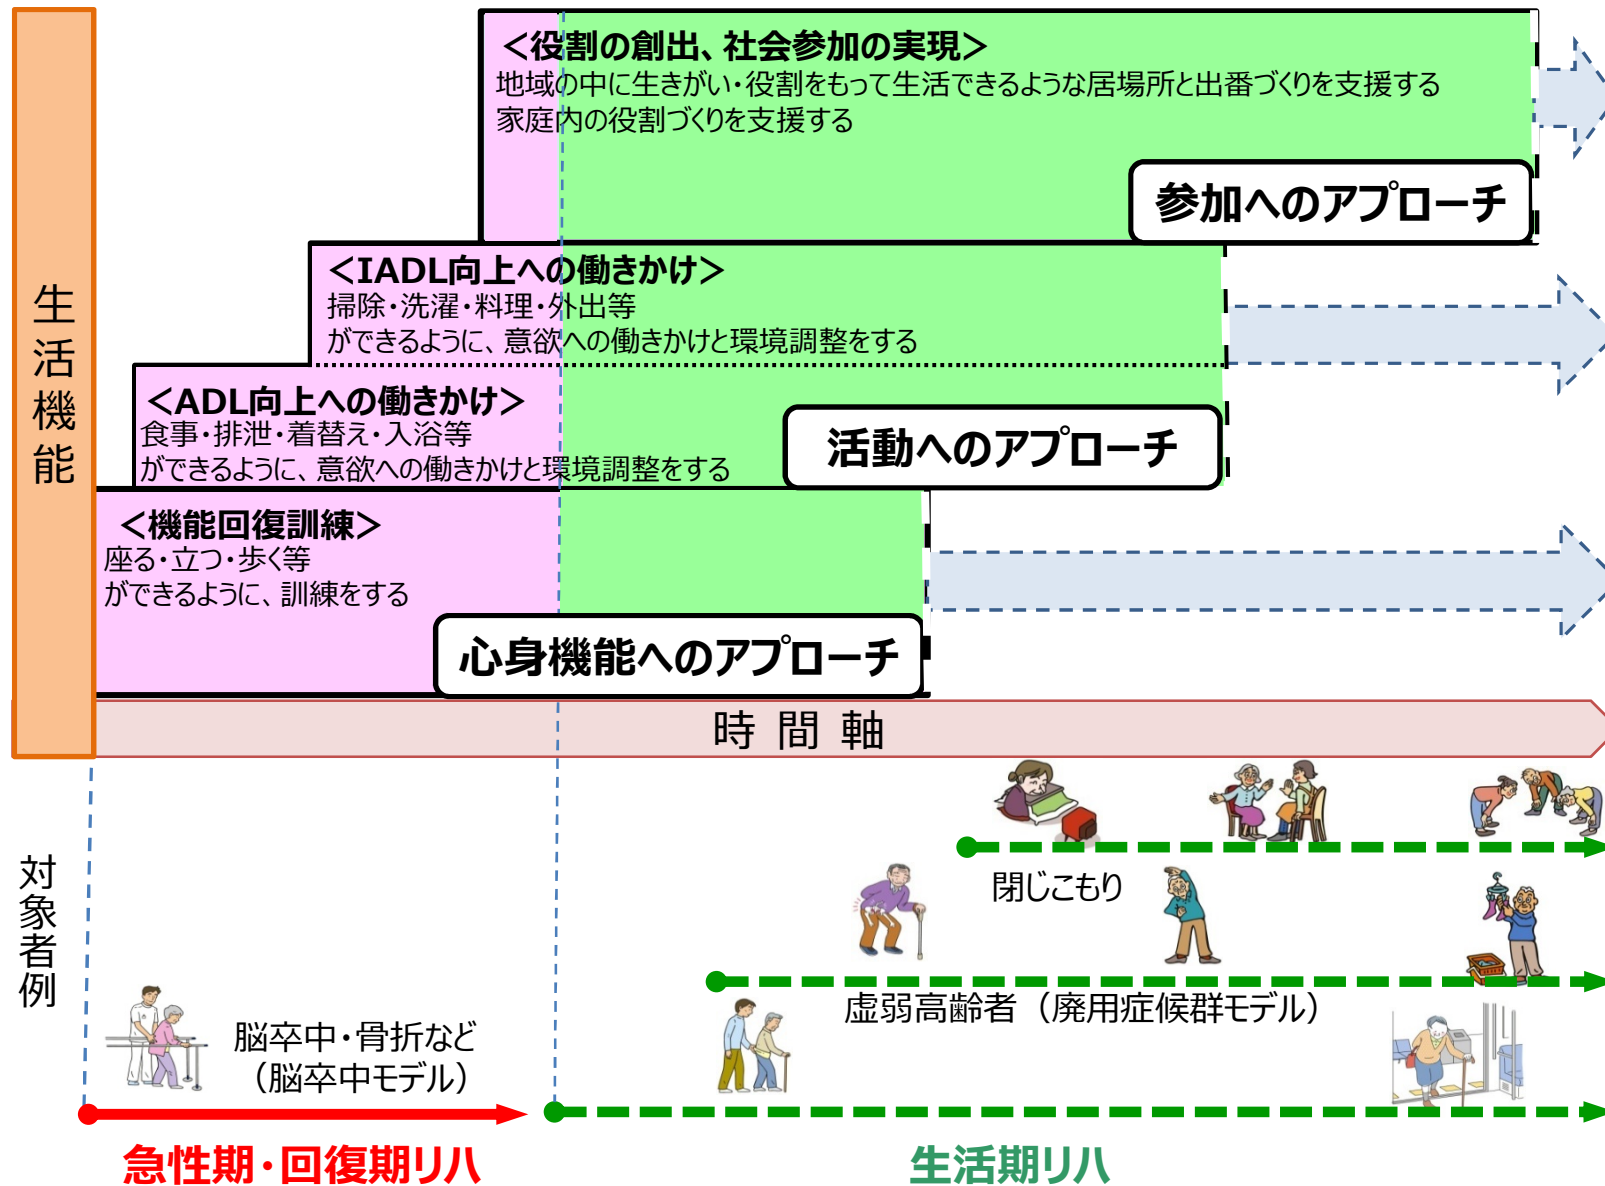 生活機能
＜役割の創出、社会参加の実現＞
地域の中に生きがい・役割をもって生活できるような居場所と出番づくりを支援する
家庭内の役割づくりを支援する
参加へのアプローチ
＜IADL向上への働きかけ＞
掃除・洗濯・料理・外出等
ができるように、意欲への働きかけと環境調整をする
＜ADL向上への働きかけ＞
食事・排泄・着替え・入浴等
ができるように、意欲への働きかけと環境調整をする
活動へのアプローチ
＜機能回復訓練＞
座る・立つ・歩く等
ができるように、訓練をする
心身機能へのアプローチ
時間軸
対象者例
閉じこもり
虚弱高齢者（廃用症候群モデル）
脳卒中・骨折など
（脳卒中モデル）
急性期・回復期リハ
生活期リハ